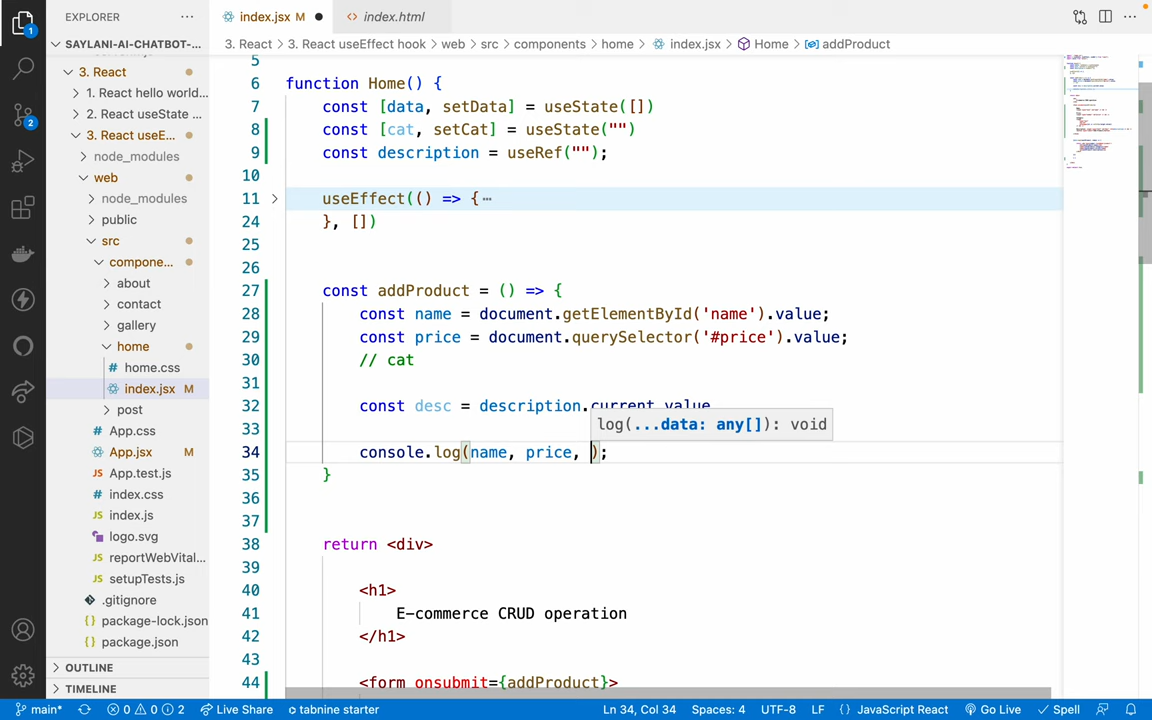 EXPLORER
SAYLANI-AI-CHATBOT-...
3. React
1. React hello world...
2. React useState ...
3. React useE...
node_modules
web
node_modules
public
src
compone...
about
contact
gallery
home
# home.css
index.jsx M
post
# App.css
App.jsx M
JS App.test.js
# index.css
JS index.js
logo.svg
JS reportWebVital...
JS setupTests.js
.gitignore
{} package-lock.json
{} package.json
OUTLINE
TIMELINE
1
2
index.jsx M
<> index.html
3. React > 3. React useEffect hook > web > src > components > home > index.jsx > Home > addProduct
5
6 function Home() {
7 const [data, setData] = useState([])
8 const [cat, setCat] = useState("")
9 const description = useRef("");
10
11 useEffect(() => {…
24 }, [])
25
26
27 const addProduct = () => {
28 const name = document.getElementById('name').value;
29 const price = document.querySelector('#price').value;
30 // cat
31
32 const desc = description.current.value
33
log(...data: any[]): void
34 console.log(name, price, );
35 }
36
37
38 return <div>
39
40 <h1>
41 E-commerce CRUD operation
42 </h1>
43
44 <form onsubmit={addProduct}>
main* 0 0 2 Live Share tabnine starter Ln 34, Col 34 Spaces: 4 UTF-8 LF {} JavaScript React Go Live Spell